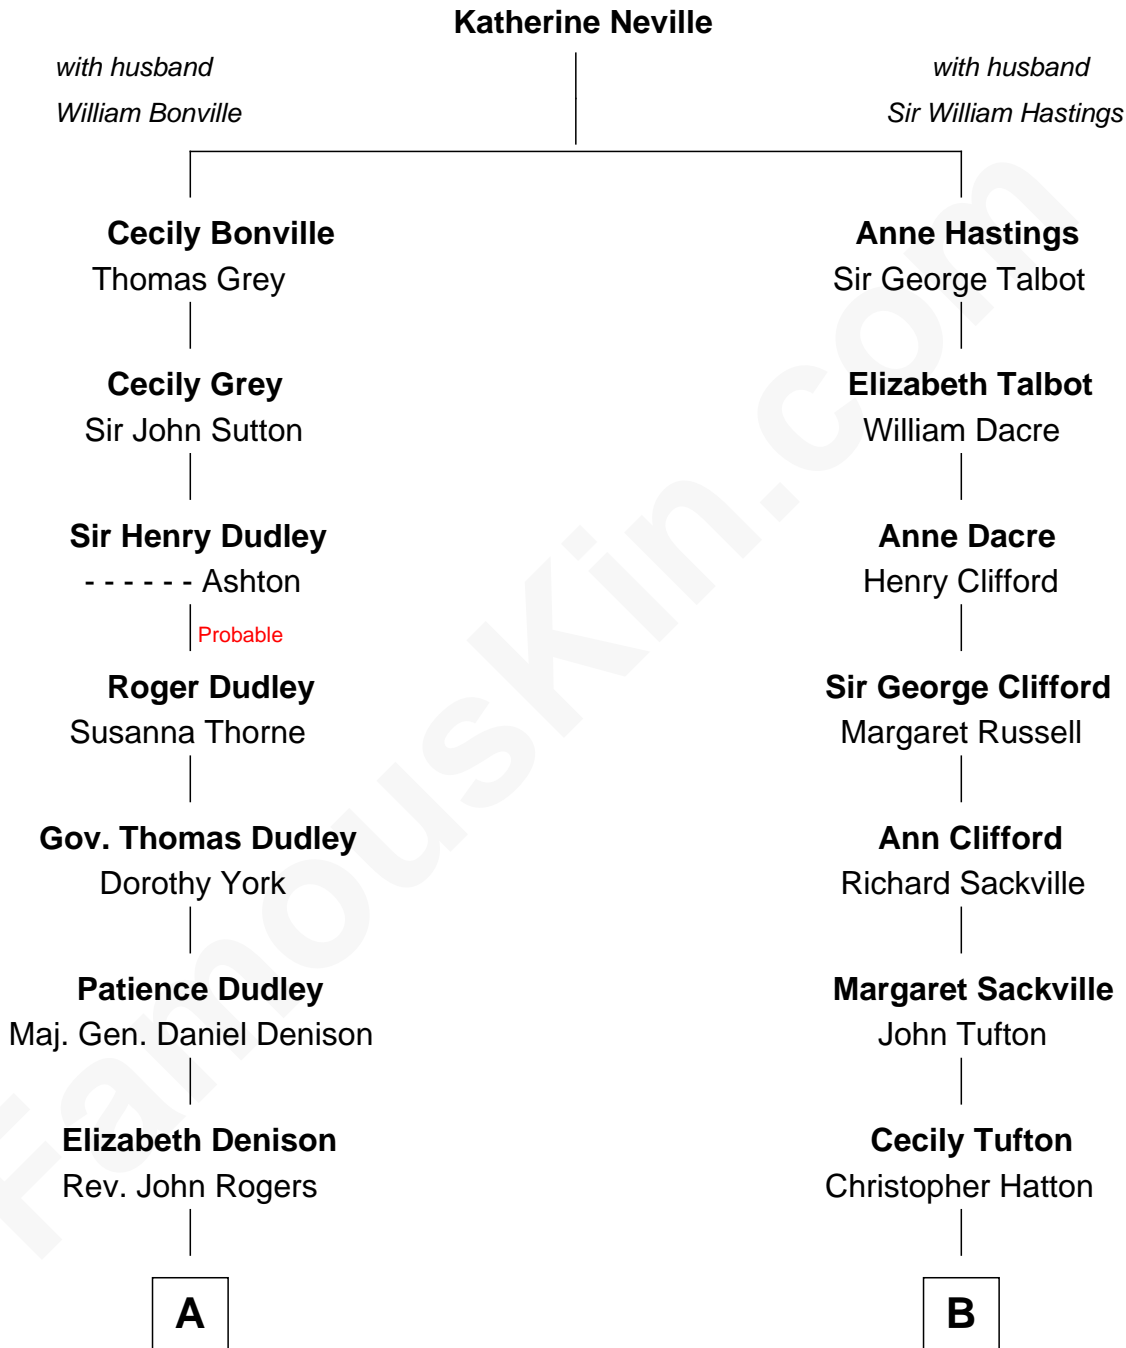 Katherine Neville
with husband
William Bonville
with husband
Sir William Hastings
Cecily Bonville
Thomas Grey
Anne Hastings
Sir George Talbot
Cecily Grey
Sir John Sutton
Elizabeth Talbot
William Dacre
Sir Henry Dudley
- - - - - - Ashton
Anne Dacre
Henry Clifford
Probable
Roger Dudley
Susanna Thorne
Sir George Clifford
Margaret Russell
Gov. Thomas Dudley
Dorothy York
Ann Clifford
Richard Sackville
Patience Dudley
Maj. Gen. Daniel Denison
Margaret Sackville
John Tufton
Elizabeth Denison
Rev. John Rogers
Cecily Tufton
Christopher Hatton
A
B
FamousKin.com